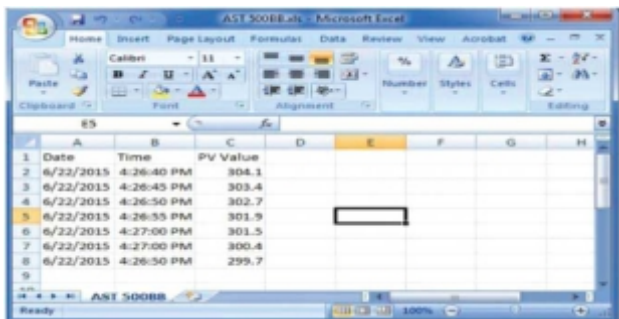 AST 500BB.xls - Microsoft Excel
Home Insert Page Layout Formulas Data Review View Acrobat
Paste
Calibri 11
B I U A A
%
Number
Styles
Cells
Clipboard Font Alignment Editing
E5 fx
A B C D E F G H
1 Date Time PV Value
2 6/22/2015 4:26:40 PM 304.1
3 6/22/2015 4:26:45 PM 303.4
4 6/22/2015 4:26:50 PM 302.7
5 6/22/2015 4:26:55 PM 301.9
6 6/22/2015 4:27:00 PM 301.5
7 6/22/2015 4:27:00 PM 300.4
8 6/22/2015 4:26:50 PM 299.7
9
AST 500BB
Ready 100%